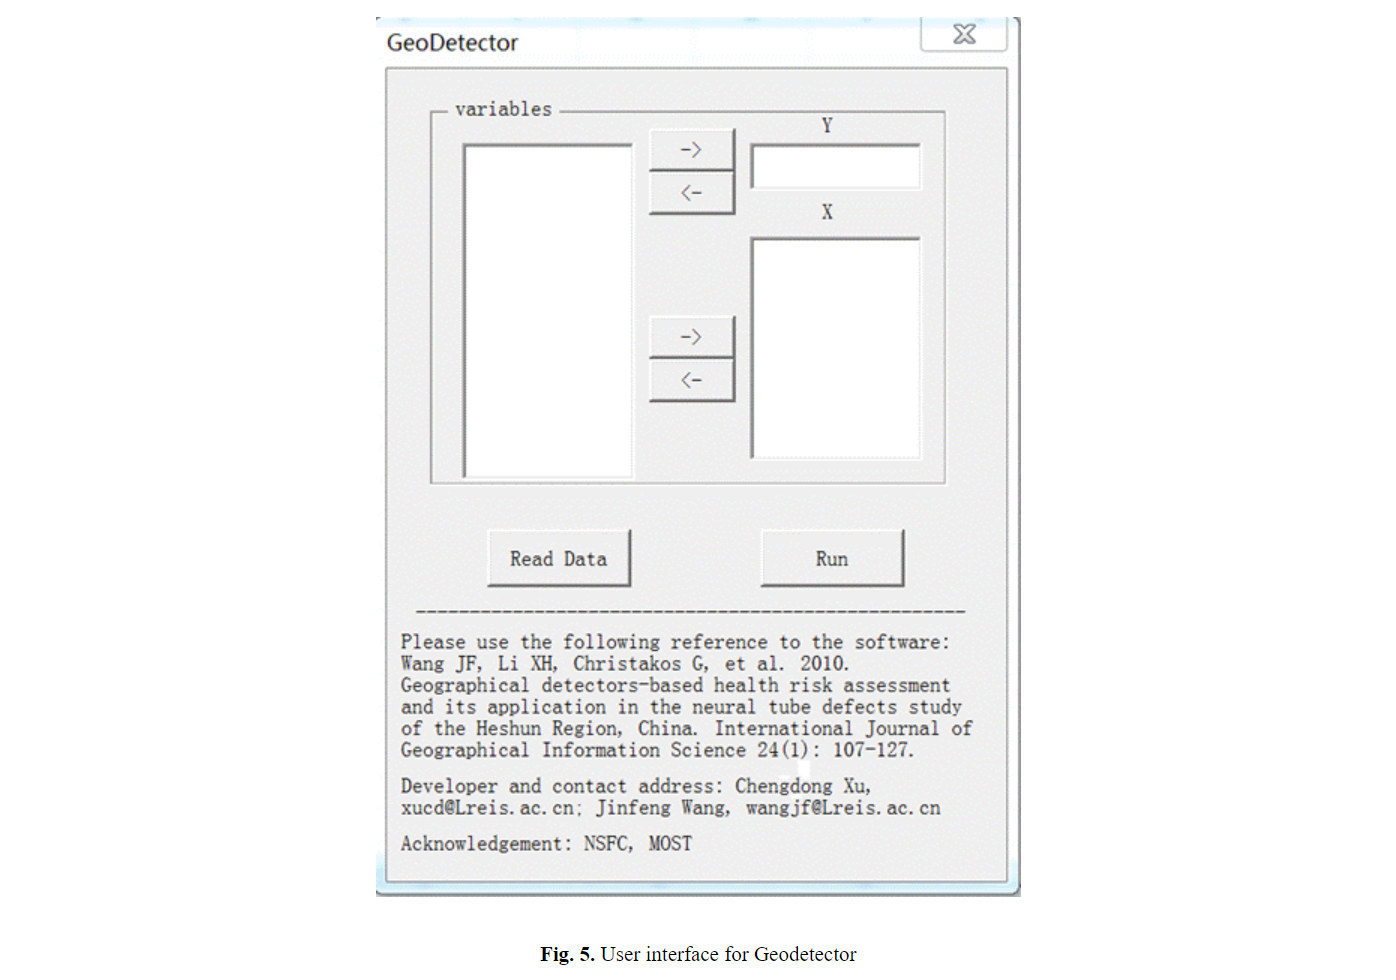 GeoDetector
variables
Y
->
<-
X
->
<-
Read Data
Run
Please use the following reference to the software:
Wang JF, Li XH, Christakos G, et al. 2010.
Geographical detectors-based health risk assessment
and its application in the neural tube defects study
of the Heshun Region, China. International Journal of
Geographical Information Science 24(1): 107-127.
Developer and contact address: Chengdong Xu,
xucd@Lreis.ac.cn; Jinfeng Wang, wangjf@Lreis.ac.cn
Acknowledgement: NSFC, MOST
Fig. 5. User interface for Geodetector